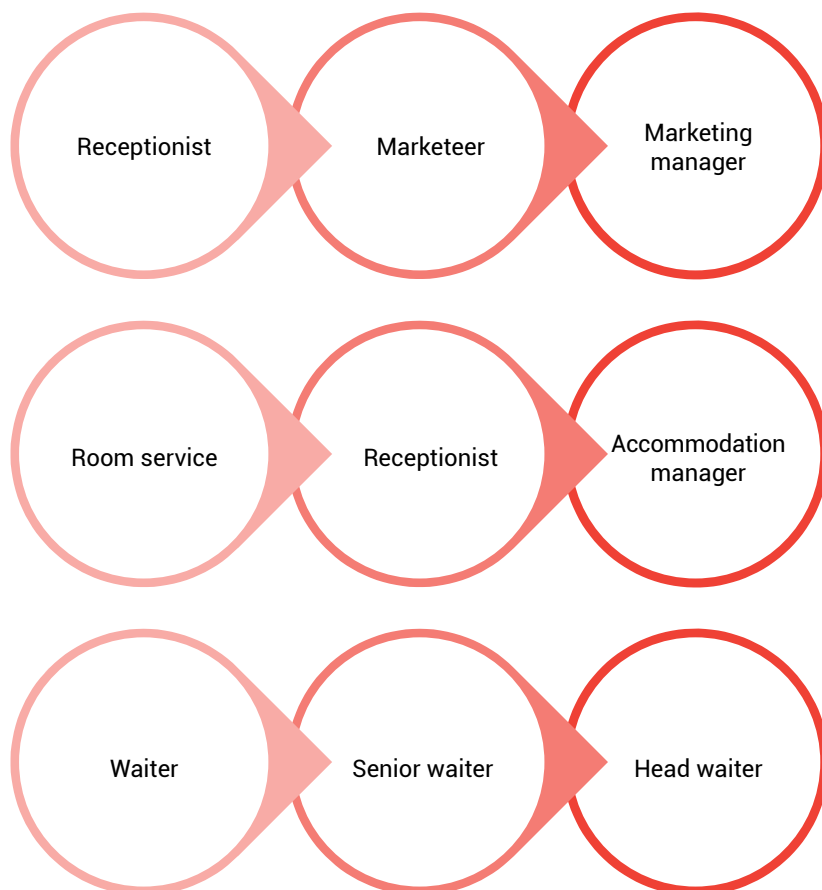 Receptionist
Marketeer
Marketing
manager
Room service
Receptionist
Accommodation
manager
Waiter
Senior waiter
Head waiter